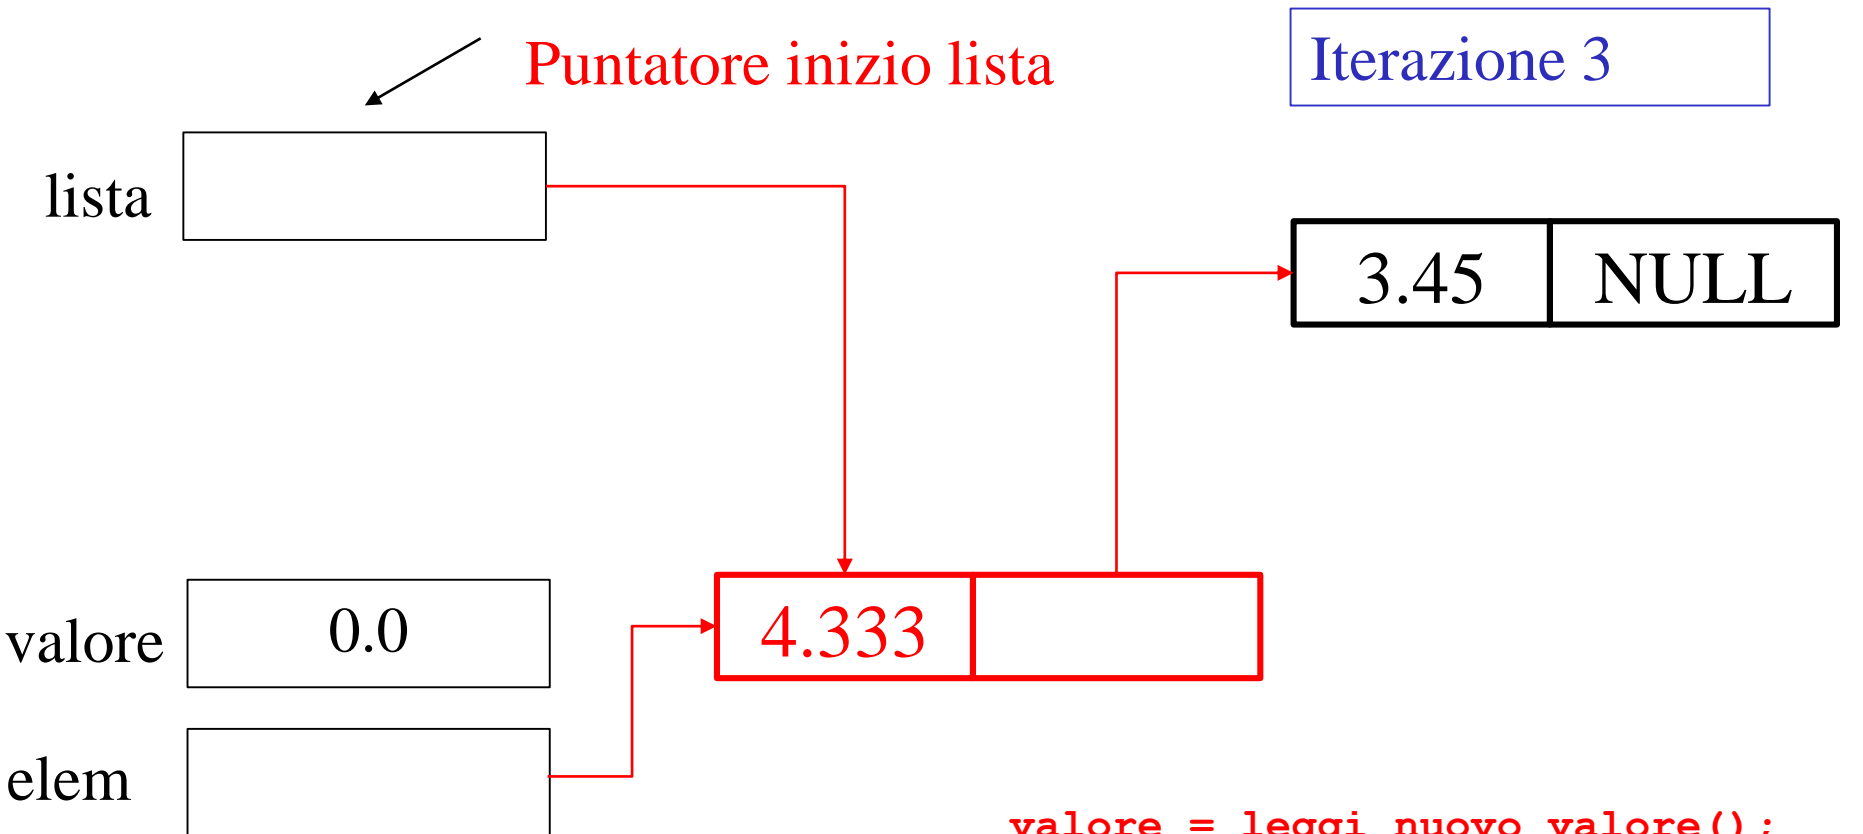 Puntatore inizio lista
Iterazione 3
lista
3.45 NULL
valore 0.0
4.333
elem
valore = leggi_nuovo_valore();